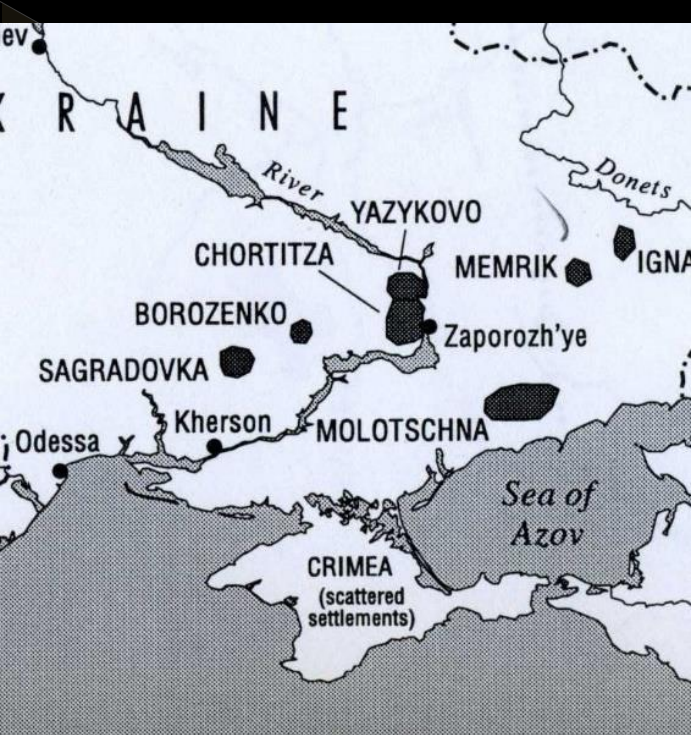 ev
KRAINE
River
Donets
YAZYKOVO
CHORTITZA
MEMRIK
IGNA
BOROZENKO
Zaporozh'ye
SAGRADOVKA
Kherson
MOLOTSCHNA
Odessa
Sea of
Azov
CRIMEA
(scattered
settlements)